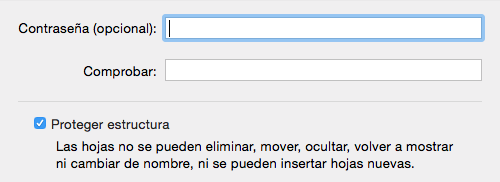 Contraseña (opcional):
Comprobar:
Proteger estructura
Las hojas no se pueden eliminar, mover, ocultar, volver a mostrar
ni cambiar de nombre, ni se pueden insertar hojas nuevas.